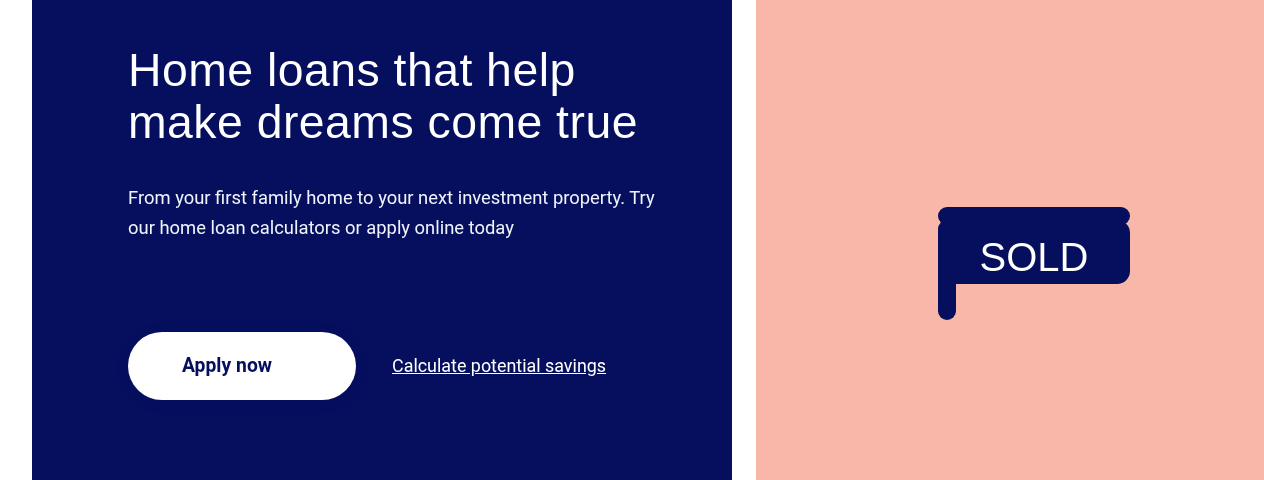 Home loans that help
make dreams come true
From your first family home to your next investment property. Try
our home loan calculators or apply online today
Apply now
Calculate potential savings
SOLD